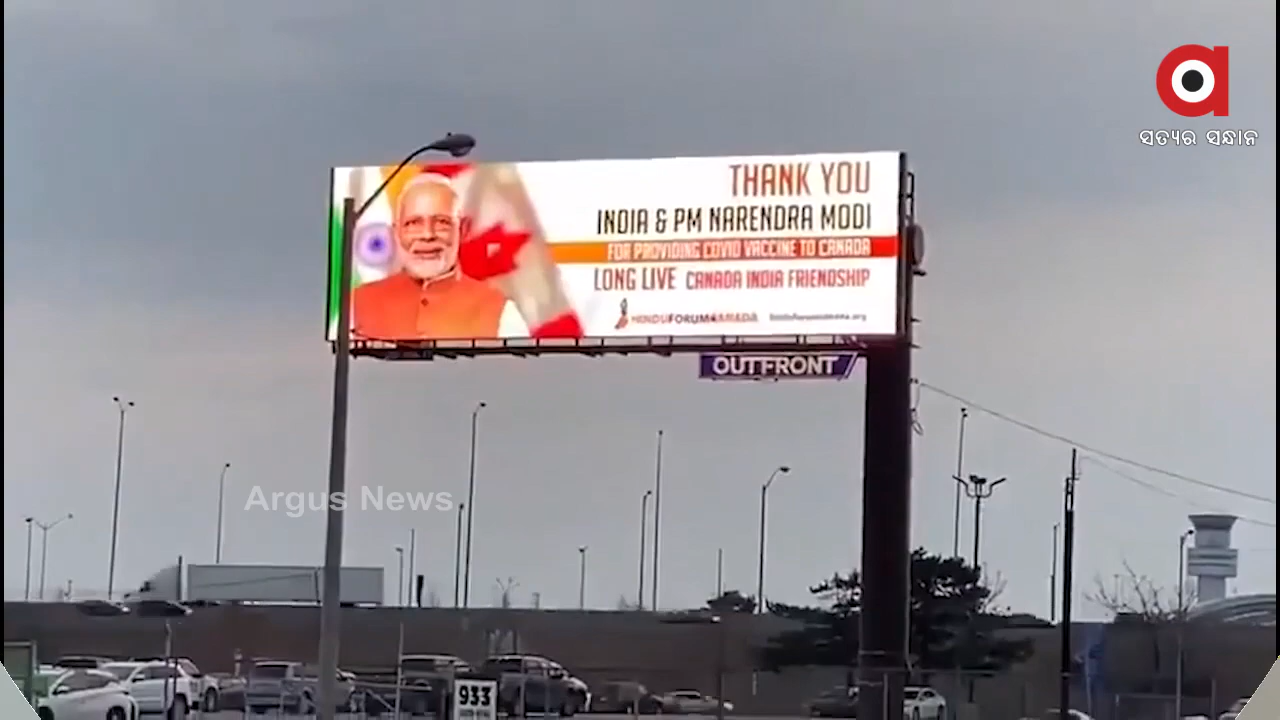 ସତ୍ୟର ସନ୍ଧାନ
THANK YOU
INDIA & PM NARENDRA MODI
FOR PROVIDING COVID VACCINE TO CANADA
LONG LIVE CANADA INDIA FRIENDSHIP
HINDUFORUMCANADA
OUTFRONT
Argus News
933